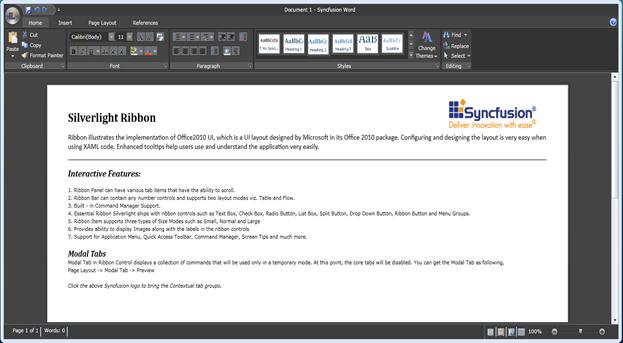 Document 1 - Syncfusion Word
Home Insert Page Layout References
Paste
Cut
Copy
Format Painter
Clipboard
Calibri(Body) 11
Font
Paragraph
AaBbCcDc AaBbC AaBbCc AaBbCc AaB AaBbCc.
Heading 1 Heading 2 Heading 3 Title Subtitle
Change
Themes
Styles
Find
Replace
Select
Editing
Syncfusion®
Deliver innovation with ease®
Silverlight Ribbon
Ribbon illustrates the implementation of Office2010 UI, which is a UI layout designed by Microsoft in its Office 2010 package. Configuring and designing the layout is very easy when
using XAML code. Enhanced tooltips help users use and understand the application very easily.
Interactive Features:
1. Ribbon Panel can have various tab items that have the ability to scroll.
2. Ribbon Bar can contain any number controls and supports two layout modes viz. Table and Flow.
3. Built - in Command Manager Support.
4. Essential Ribbon Silverlight ships with ribbon controls such as Text Box, Check Box, Radio Button, List Box, Split Button, Drop Down Button, Ribbon Button and Menu Groups.
5. Ribbon Item supports three types of Size Modes such as Small, Normal and Large
6. Provides ability to display Images along with the labels in the ribbon controls
7. Support for Application Menu, Quick Access Toolbar, Command Manager, Screen Tips and much more.
Modal Tabs
Modal Tab in Ribbon Control displays a collection of commands that will be used only in a temporary mode. At this point, the core tabs will be disabled. You can get the Modal Tab as following,
Page Layout -> Modal Tab -> Preview
Click the above Syncfusion logo to bring the Contextual tab groups.
Page 1 of 1 Words: 0 100%